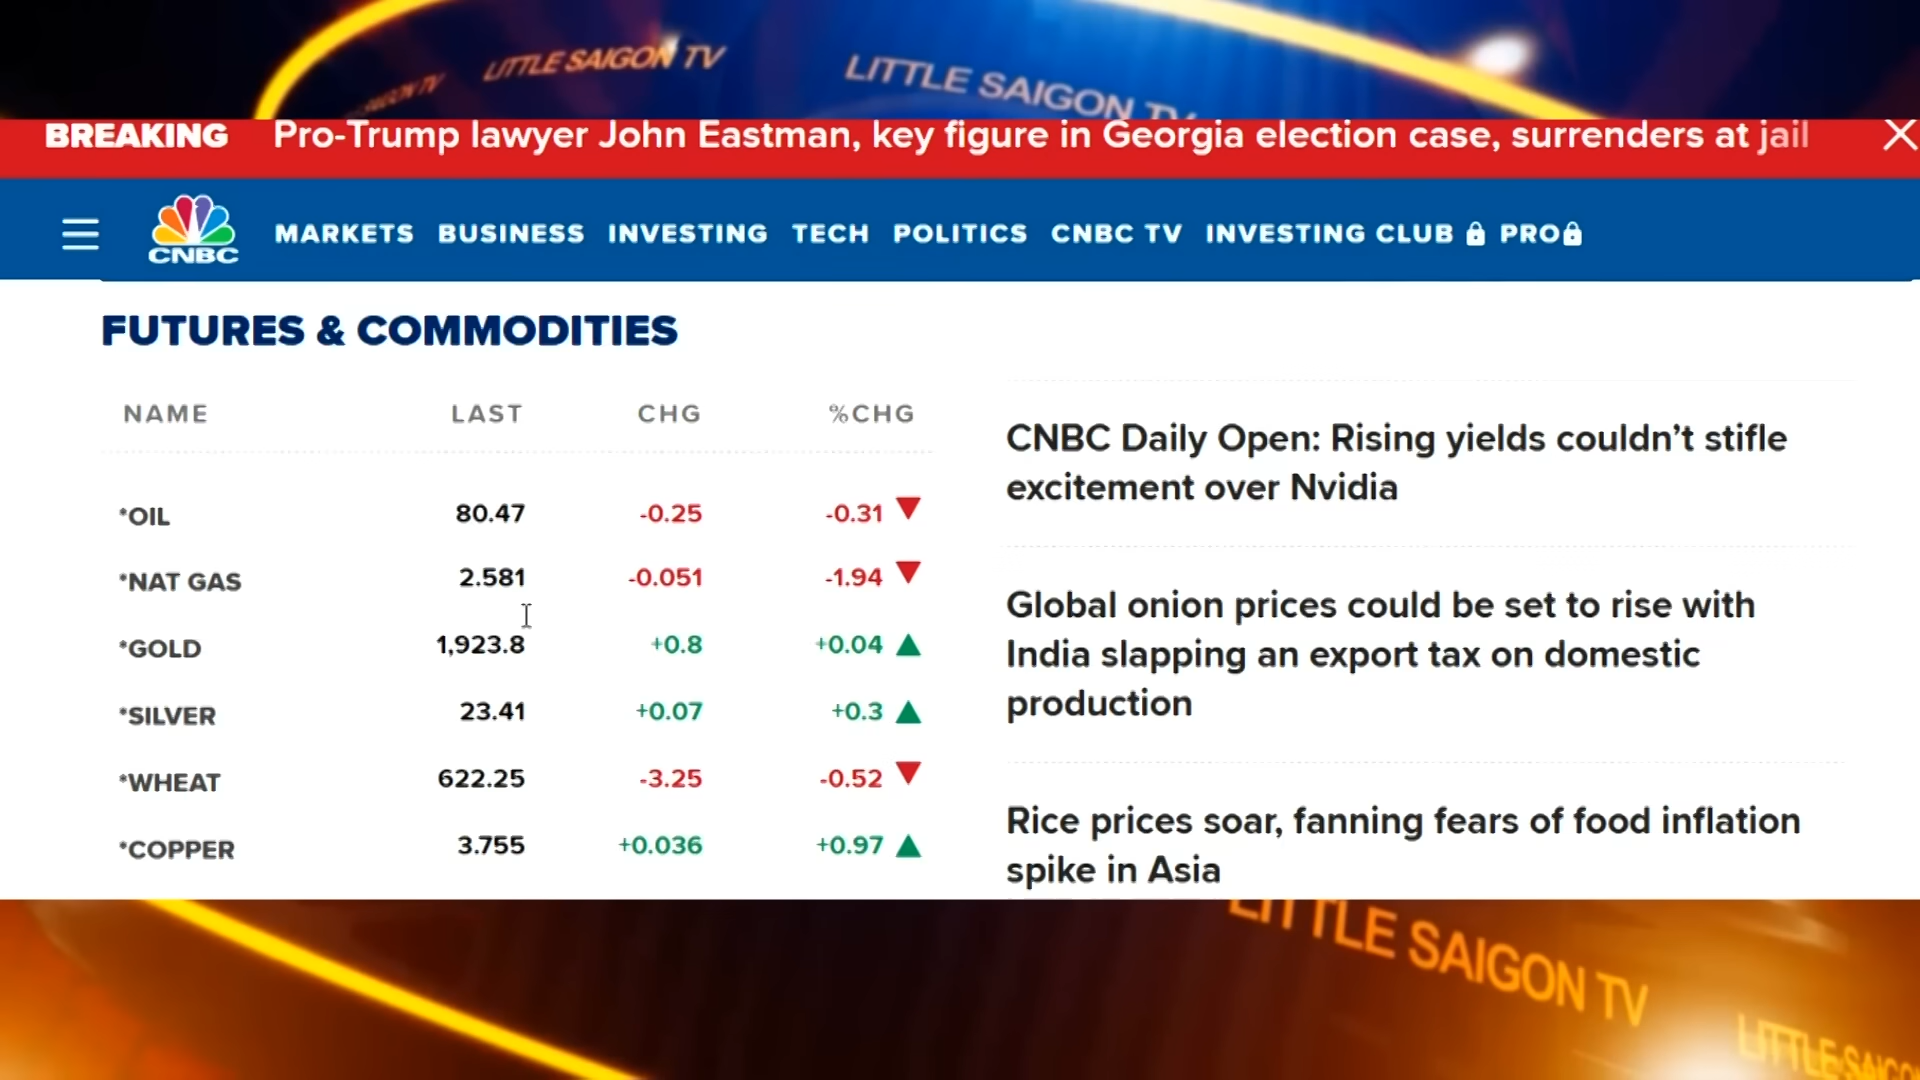 SAIGON TV
LITTLE SAIGON TV
LITTLE SAIGON TV
BREAKING Pro-Trump lawyer John Eastman, key figure in Georgia election case, surrenders at jail
CNBC
MARKETS BUSINESS INVESTING TECH POLITICS CNBC TV INVESTING CLUB PRO
FUTURES & COMMODITIES
NAME LAST CHG %CHG
*OIL 80.47 -0.25 -0.31
*NAT GAS 2.581 -0.051 -1.94
*GOLD 1,923.8 +0.8 +0.04
*SILVER 23.41 +0.07 +0.3
*WHEAT 622.25 -3.25 -0.52
*COPPER 3.755 +0.036 +0.97
CNBC Daily Open: Rising yields couldn’t stifle
excitement over Nvidia
Global onion prices could be set to rise with
India slapping an export tax on domestic
production
Rice prices soar, fanning fears of food inflation
spike in Asia
LITTLE SAIGON TV
LITTLE SAIGO